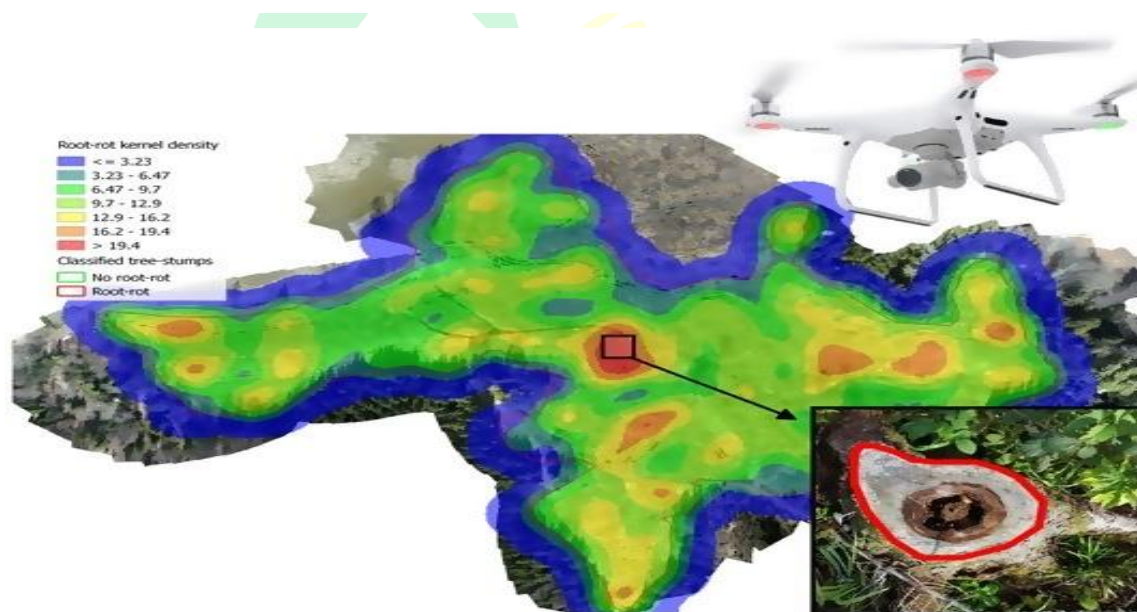 Root-rot kernel density
<= 3.23
3.23 - 6.47
6.47 - 9.7
9.7 - 12.9
12.9 - 16.2
16.2 - 19.4
> 19.4
Classified tree-stumps
No root-rot
Root-rot